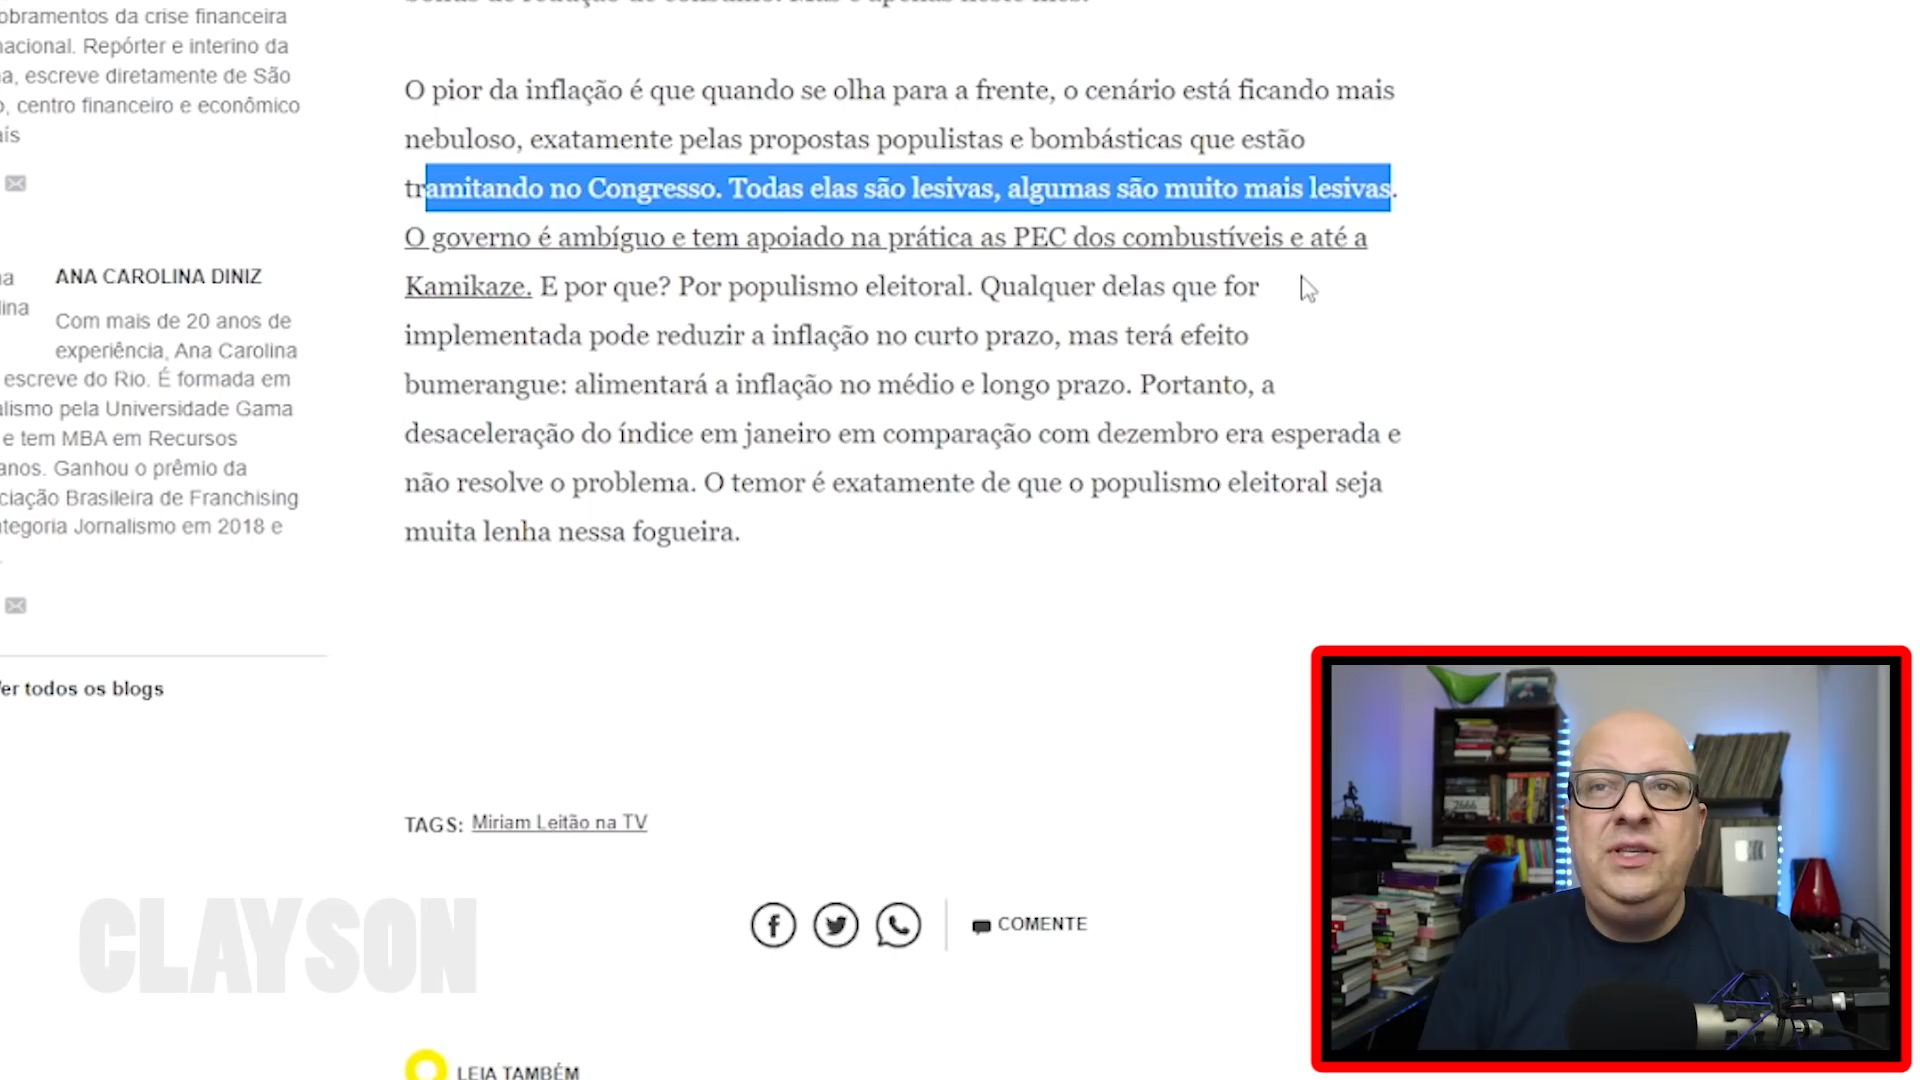 obramentos da crise financeira
nacional. Repórter e interino da
a, escreve diretamente de São
o, centro financeiro e econômico
aís
ANA CAROLINA DINIZ
Com mais de 20 anos de
experiência, Ana Carolina
escreve do Rio. É formada em
alismo pela Universidade Gama
e tem MBA em Recursos
anos. Ganhou o prêmio da
ciação Brasileira de Franchising
ategoria Jornalismo em 2018 e
er todos os blogs
O pior da inflação é que quando se olha para a frente, o cenário está ficando mais
nebuloso, exatamente pelas propostas populistas e bombásticas que estão
tramitando no Congresso. Todas elas são lesivas, algumas são muito mais lesivas.
O governo é ambíguo e tem apoiado na prática as PEC dos combustíveis e até a
Kamikaze. E por que? Por populismo eleitoral. Qualquer delas que for
implementada pode reduzir a inflação no curto prazo, mas terá efeito
bumerangue: alimentará a inflação no médio e longo prazo. Portanto, a
desaceleração do índice em janeiro em comparação com dezembro era esperada e
não resolve o problema. O temor é exatamente de que o populismo eleitoral seja
muita lenha nessa fogueira.
TAGS: Miriam Leitão na TV
COMENTE
LEIA TAMBÉM
CLAYSON
2666